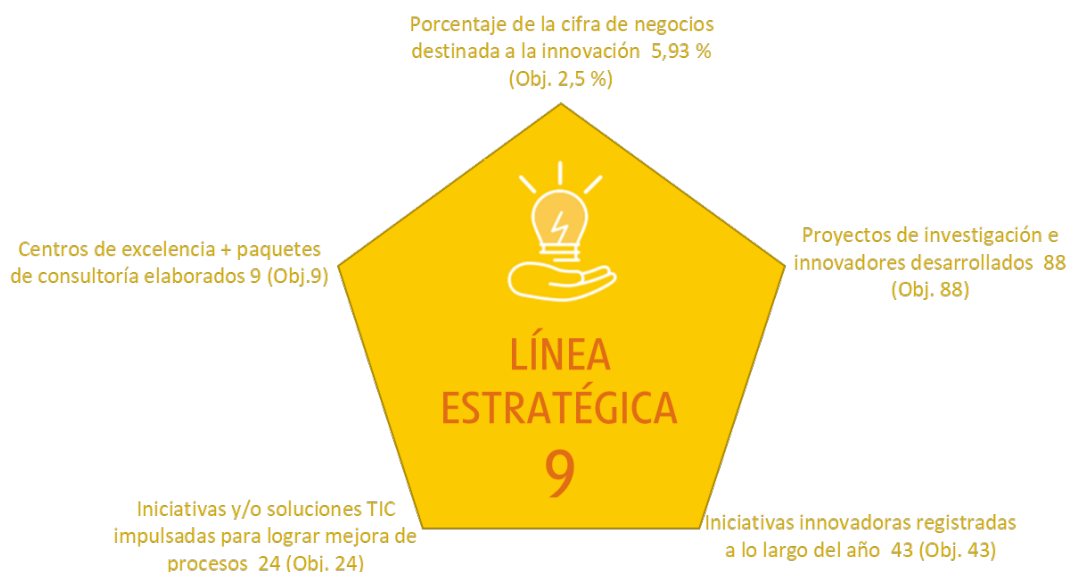 Porcentaje de la cifra de negocios
destinada a la innovación 5,93 %
(Obj. 2,5 %)
Centros de excelencia + paquetes
de consultoría elaborados 9 (Obj.9)
Proyectos de investigación e
innovadores desarrollados 88
(Obj. 88)
LÍNEA
ESTRATÉGICA
9
Iniciativas y/o soluciones TIC
impulsadas para lograr mejora de
procesos 24 (Obj. 24)
Iniciativas innovadoras registradas
a lo largo del año 43 (Obj. 43)